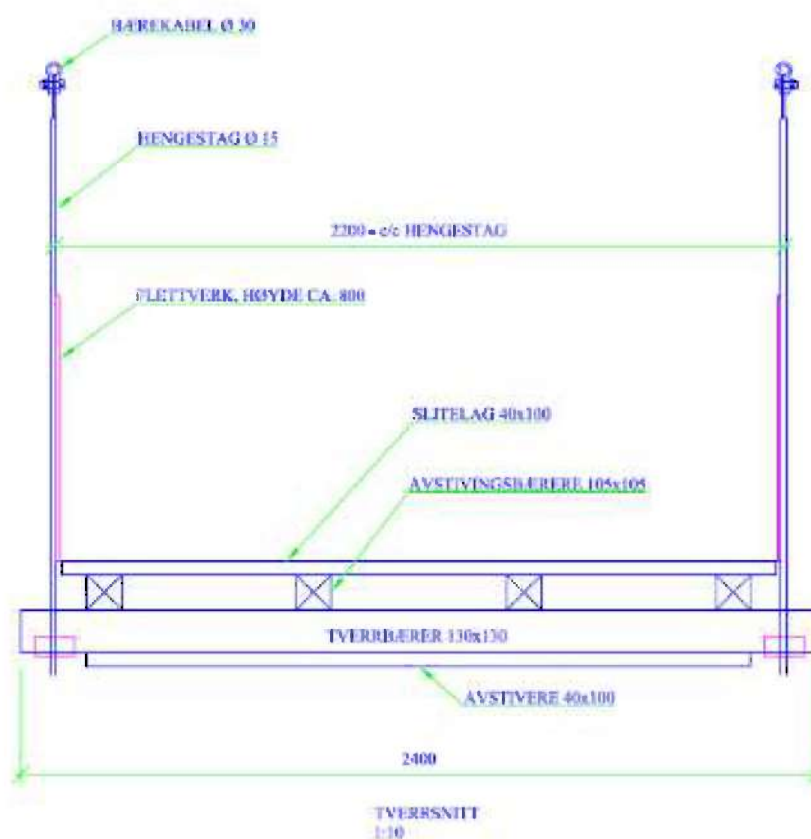 BÆREKABEL Ø 30
HENGESTAG Ø 15
2200 = c/c HENGESTAG
FLETTVERK, HØYDE CA. 800
SLITELAG 40x100
AVSTIVINGSBÆRERE 105x105
TVERRBÆRER 130x130
AVSTIVERE 40x100
2400
TVERRSNITT
1:10